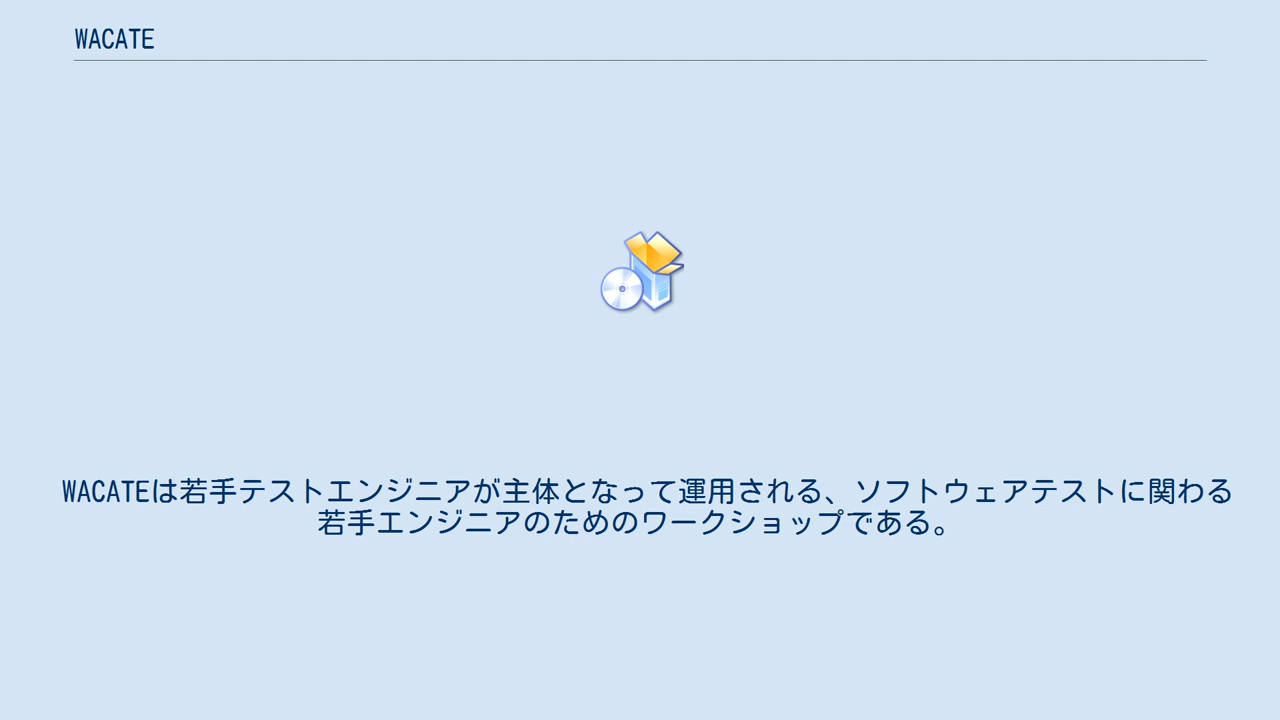 WACATE
WACATEは若手テストエンジニアが主体となって運用される、ソフトウェアテストに関わる
若手エンジニアのためのワークショップである。